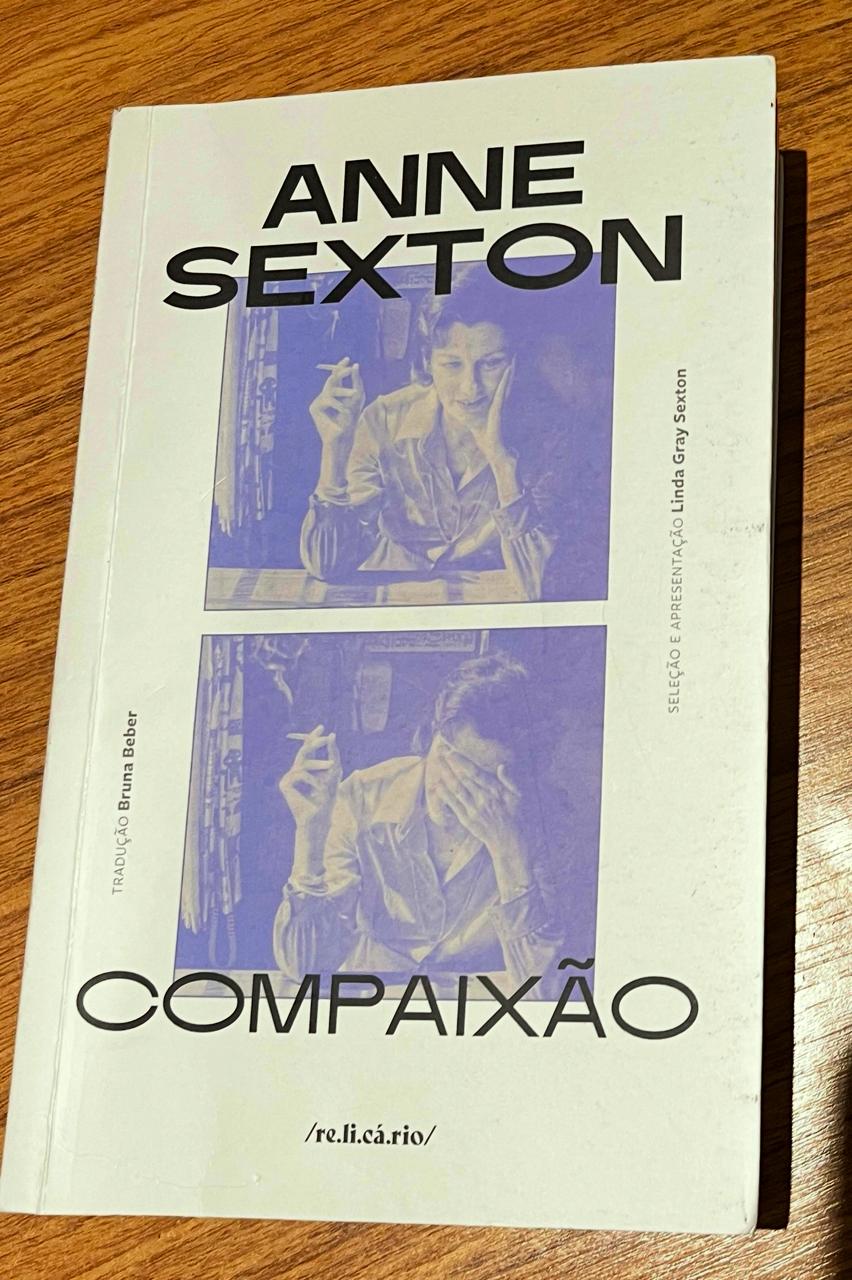 ANNE
SEXTON
SELEÇÃO E APRESENTAÇÃO Linda Gray Sexton
TRADUÇÃO Bruna Beber
COMPAIXÃO
/re.li.cá.rio/